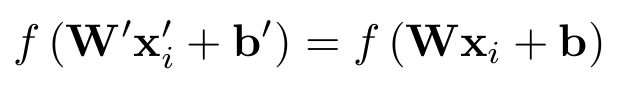 f (W′x′ᵢ + b′) = f (Wxᵢ + b)